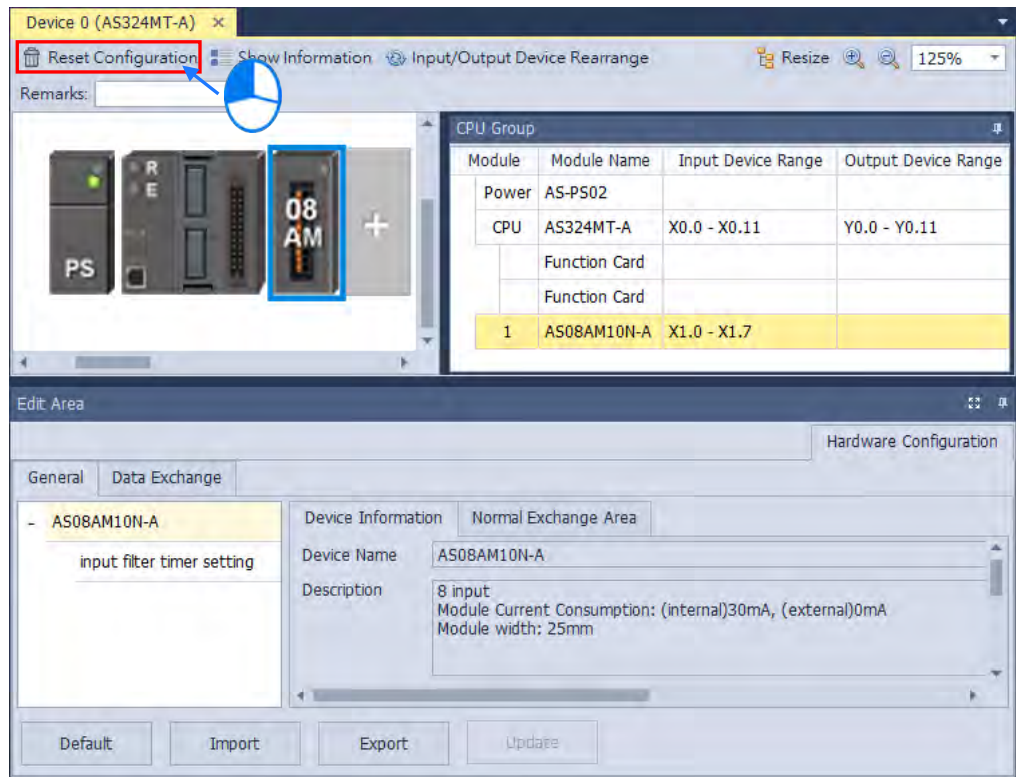 Device 0 (AS324MT-A) ×
Reset Configuration Show Information Input/Output Device Rearrange Resize 125%
Remarks:
CPU Group
Module Module Name Input Device Range Output Device Range
Power AS-PS02
CPU AS324MT-A X0.0 - X0.11 Y0.0 - Y0.11
Function Card
Function Card
1 AS08AM10N-A X1.0 - X1.7
PS
R
E
08
AM
+
Edit Area
Hardware Configuration
General Data Exchange
- AS08AM10N-A
input filter timer setting
Device Information Normal Exchange Area
Device Name AS08AM10N-A
Description 8 input
Module Current Consumption: (internal)30mA, (external)0mA
Module width: 25mm
Default Import Export Update